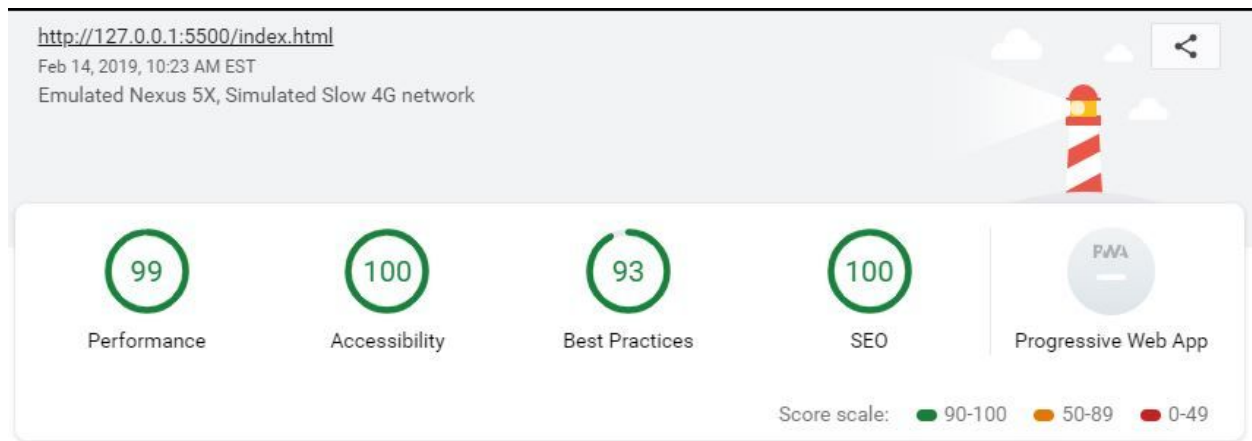 http://127.0.0.1:5500/index.html
Feb 14, 2019, 10:23 AM EST
Emulated Nexus 5X, Simulated Slow 4G network
99 100 93 100 PWA
Performance Accessibility Best Practices SEO Progressive Web App
Score scale: 90-100 50-89 0-49